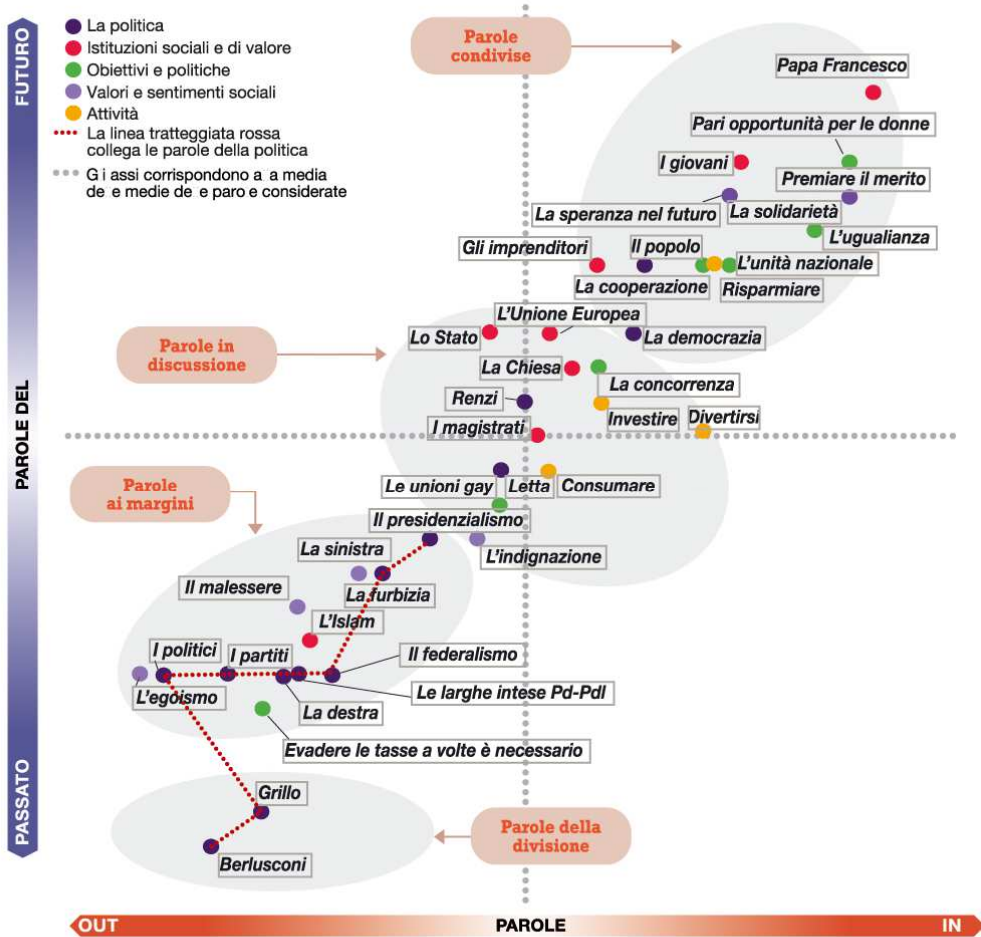 FUTURO
PAROLE DEL
PASSATO
La politica
Istituzioni sociali e di valore
Obiettivi e politiche
Valori e sentimenti sociali
Attività
La linea tratteggiata rossa
collega le parole della politica
G i assi corrispondono a a media
de e medie de e paro e considerate
Parole
condivise
Papa Francesco
Pari opportunità per le donne
I giovani
Premiare il merito
La speranza nel futuro
La solidarietà
L'ugualianza
Gli imprenditori
Il popolo
L'unità nazionale
La cooperazione
Risparmiare
L'Unione Europea
Lo Stato
La democrazia
Parole in
discussione
La Chiesa
La concorrenza
Renzi
Investire
Divertirsi
I magistrati
Parole
ai margini
Le unioni gay
Letta
Consumare
Il presidenzialismo
La sinistra
L'indignazione
Il malessere
La furbizia
L'Islam
I politici
I partiti
Il federalismo
L'egoismo
Le larghe intese Pd-Pdl
La destra
Evadere le tasse a volte è necessario
Grillo
Parole della
divisione
Berlusconi
OUT
PAROLE
IN